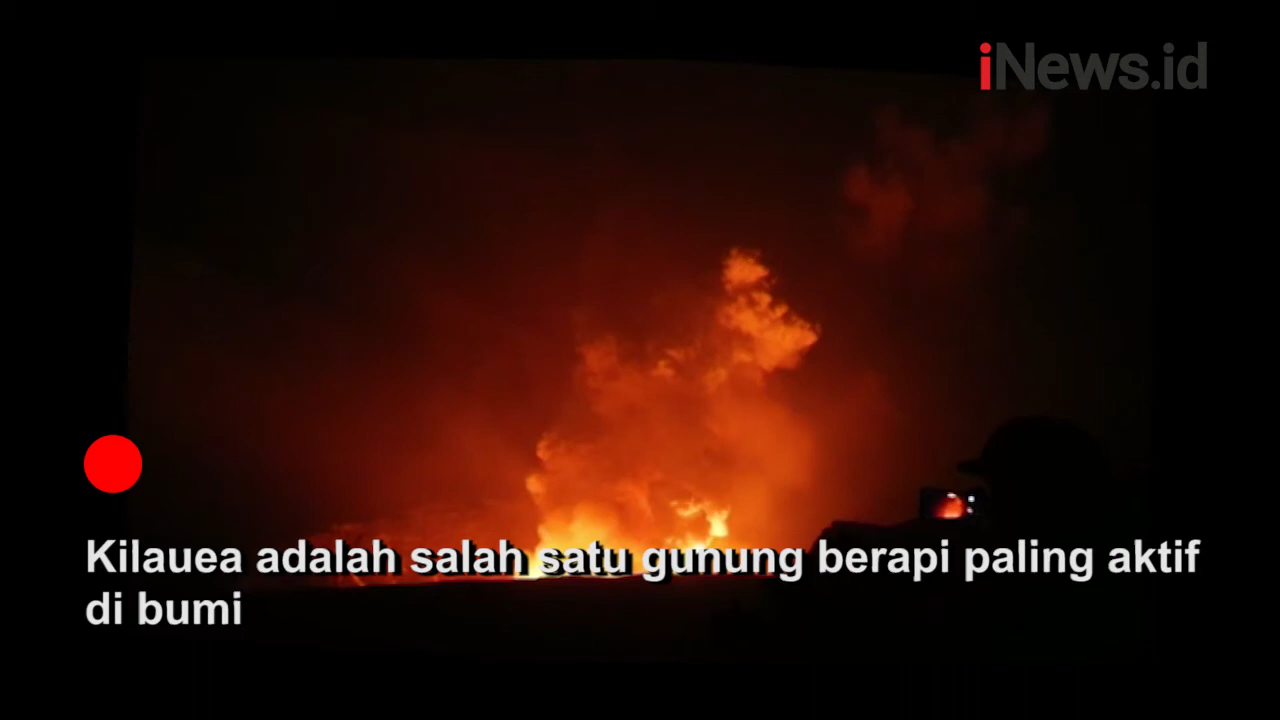 iNews.id
Kilauea adalah salah satu gunung berapi paling aktif
di bumi